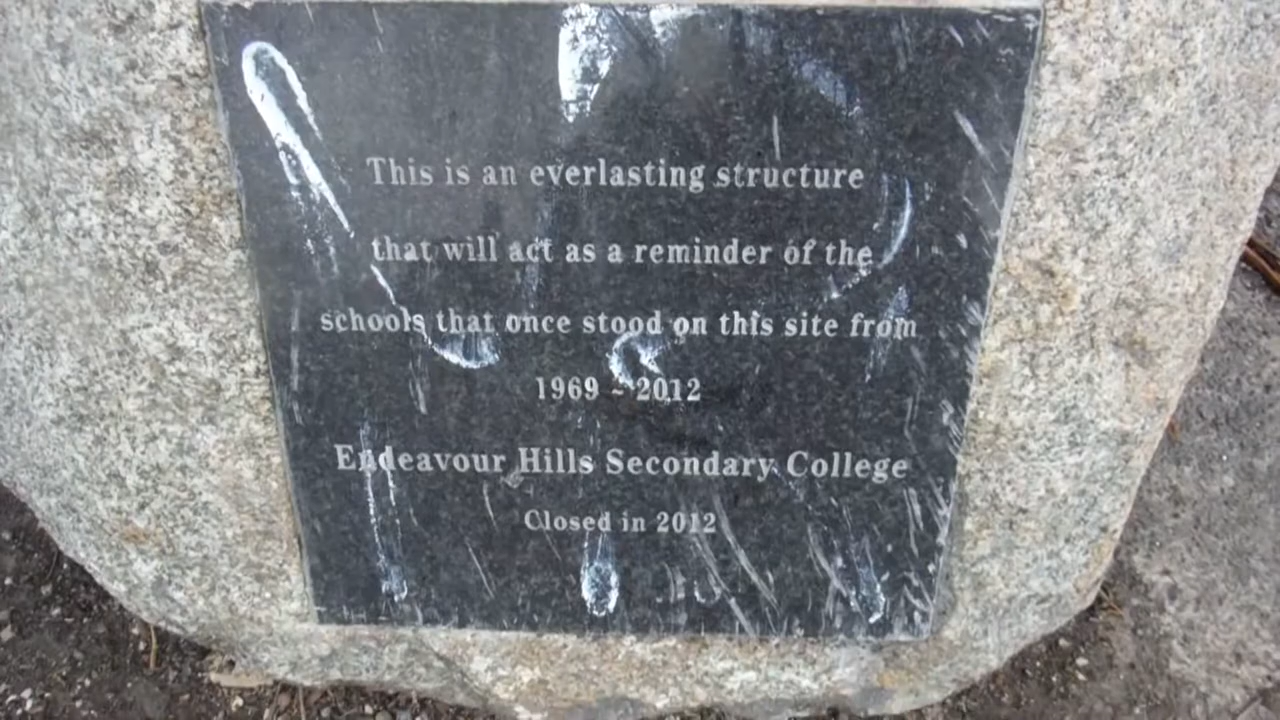 This is an everlasting structure
that will act as a reminder of the
schools that once stood on this site from
1969 ~ 2012
Endeavour Hills Secondary College
Closed in 2012